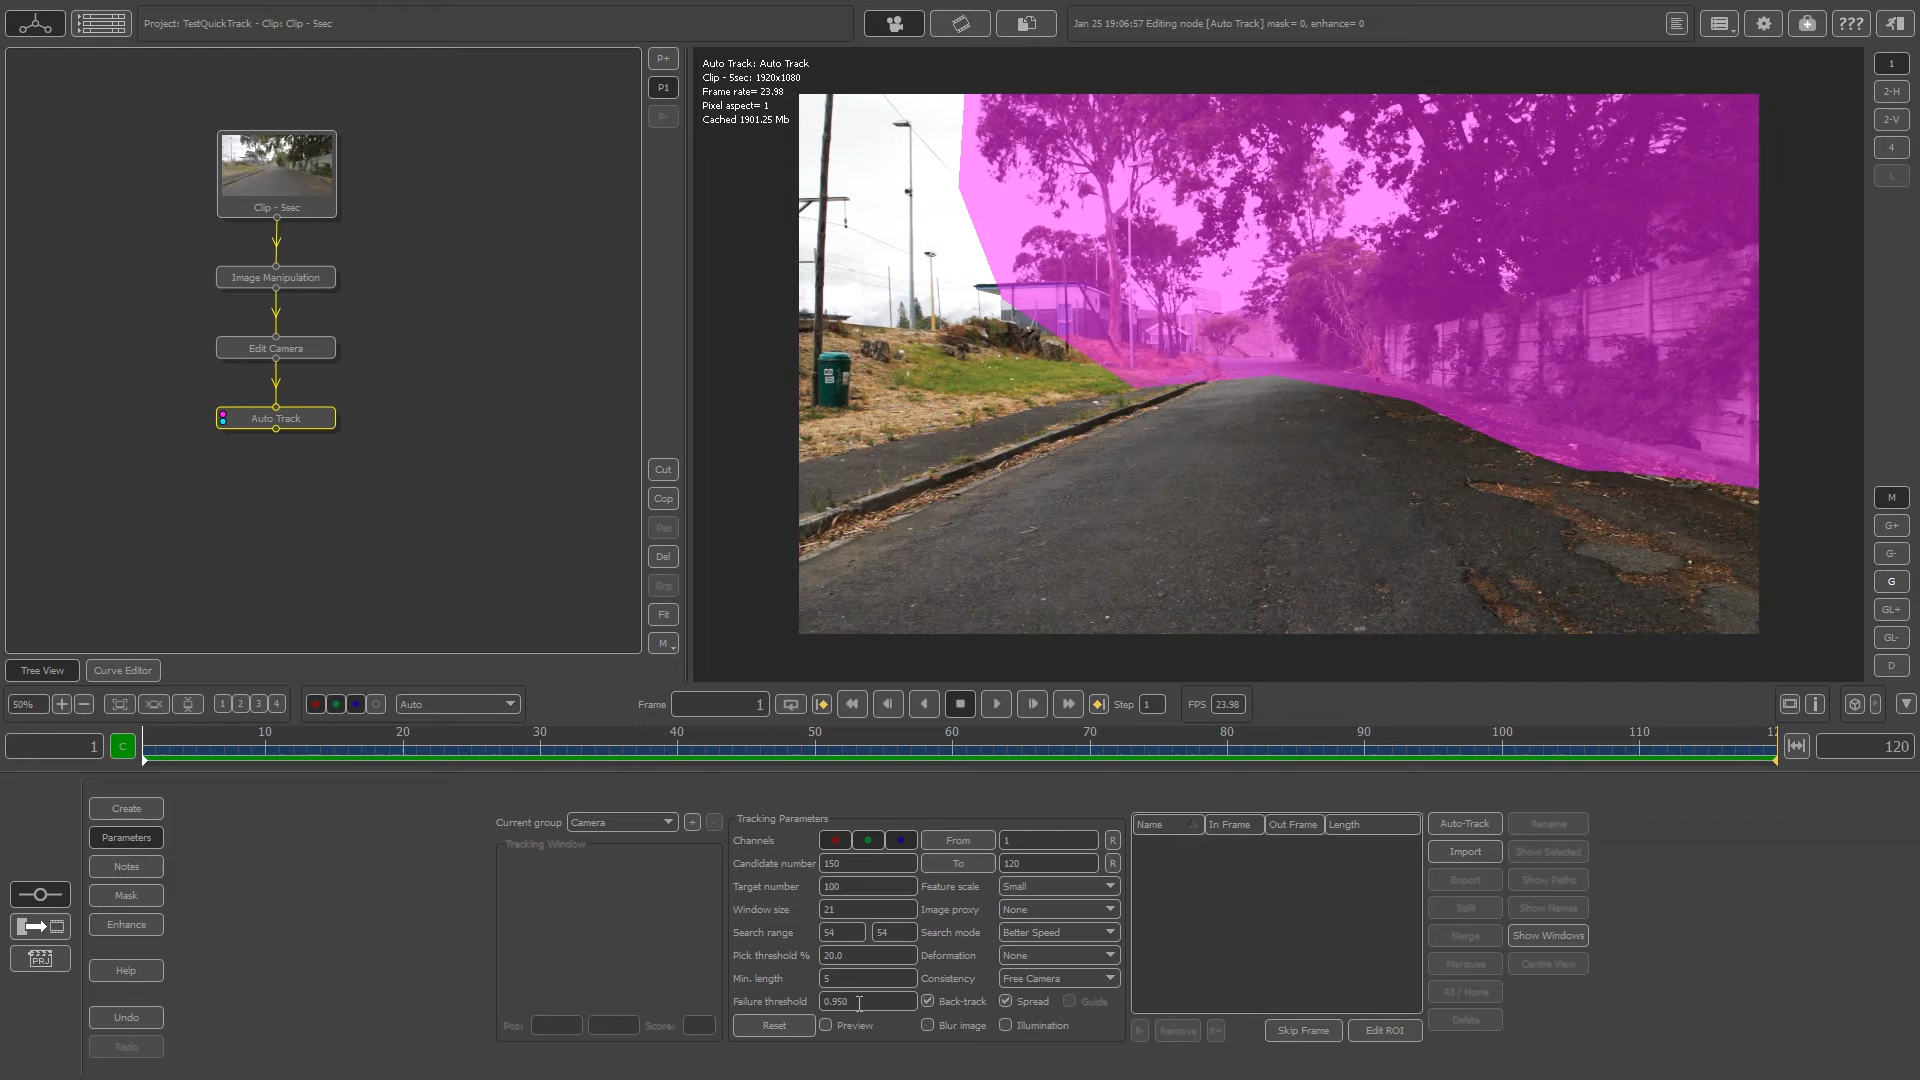 Project: TestQuickTrack - Clip: Clip - 5sec
Jan 25 19:06:57 Editing node [Auto Track] mask= 0, enhance= 0
???
P+
P1
P-
Auto Track: Auto Track
Clip - 5sec: 1920x1080
Frame rate= 23.98
Pixel aspect= 1
Cached 1901.25 Mb
1
2-H
2-V
4
L
Clip - 5sec
Image Manipulation
Edit Camera
Auto Track
Cut
Cop
Pas
Del
Grp
Fit
M
M
G+
G-
G
GL+
GL-
D
Tree View
Curve Editor
50%
1 2 3 4
Auto
Frame 1
Step 1
FPS 23.98
P
1 C 10 20 30 40 50 60 70 80 90 100 110 12 120
Create
Parameters
Notes
Mask
Enhance
Help
Undo
Redo
PRJ
Current group Camera + -
Tracking Window
Pos: Score:
Tracking Parameters
Channels From 1 R
Candidate number 150 To 120 R
Target number 100 Feature scale Small
Window size 21 Image proxy None
Search range 54 54 Search mode Better Speed
Pick threshold % 20.0 Deformation None
Min. length 5 Consistency Free Camera
Failure threshold 0.950 Back-track Spread Guide
Reset Preview Blur image Illumination
Name In Frame Out Frame Length
R- Remove R+ Skip Frame Edit ROI
Auto-Track Rename
Import Show Selected
Export Show Paths
Split Show Names
Merge Show Windows
Marquee Centre View
All / None
Delete